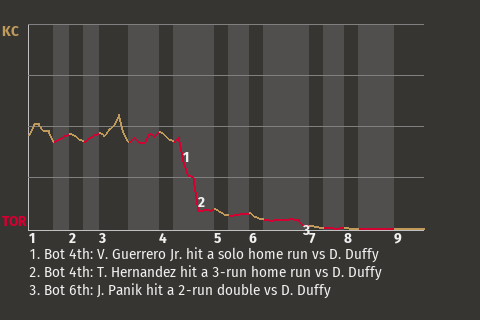 KC
TOR
1
2
3
1 2 3 4 5 6 7 8 9
1. Bot 4th: V. Guerrero Jr. hit a solo home run vs D. Duffy
2. Bot 4th: T. Hernandez hit a 3-run home run vs D. Duffy
3. Bot 6th: J. Panik hit a 2-run double vs D. Duffy